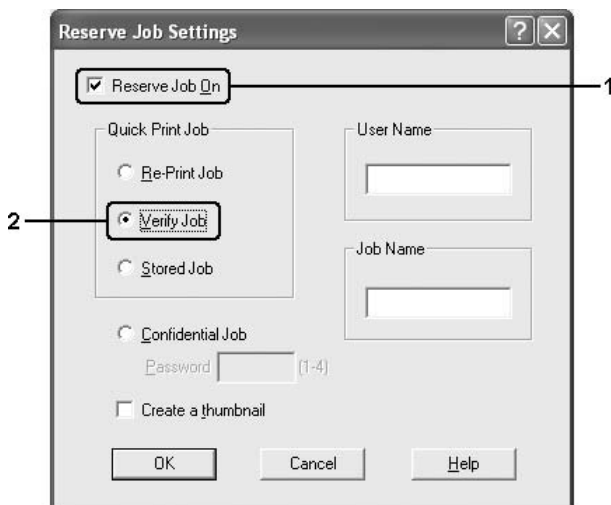 Reserve Job Settings
Reserve Job On
1
Quick Print Job
User Name
Re-Print Job
2
Verify Job
Job Name
Stored Job
Confidential Job
Password
(1-4)
Create a thumbnail
OK
Cancel
Help